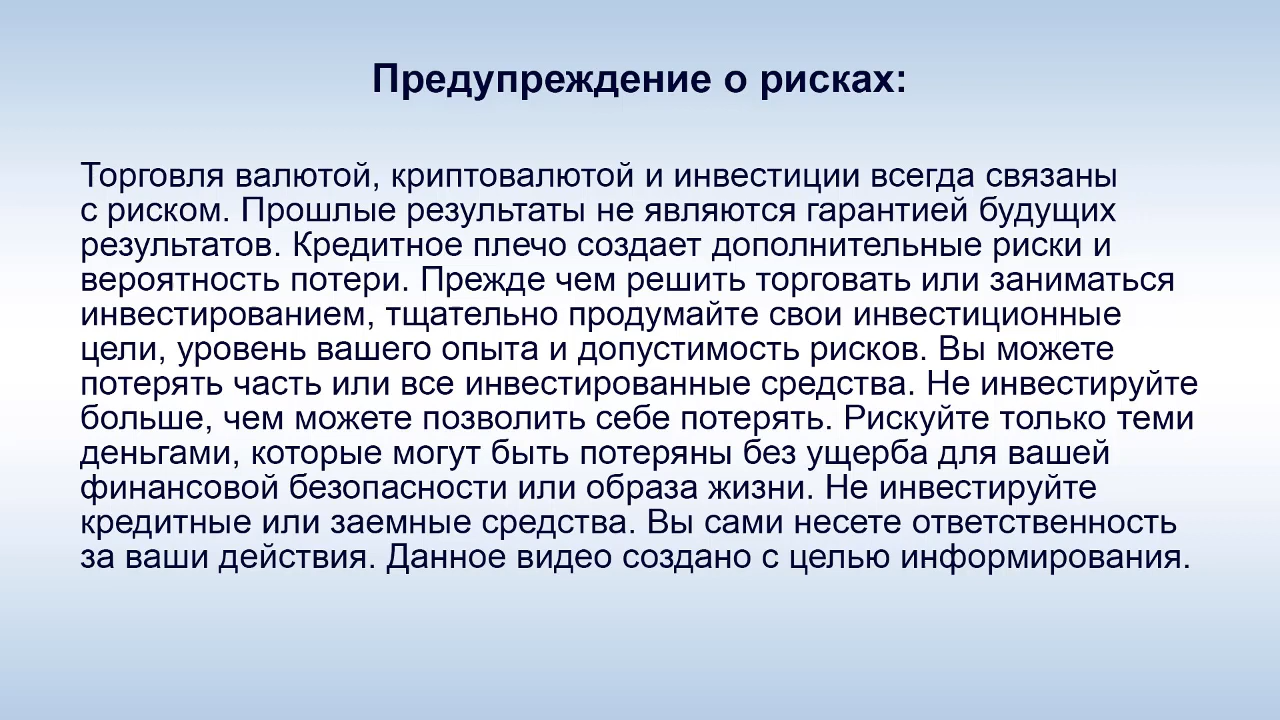 Предупреждение о рисках:
Торговля валютой, криптовалютой и инвестиции всегда связаны
с риском. Прошлые результаты не являются гарантией будущих
результатов. Кредитное плечо создает дополнительные риски и
вероятность потери. Прежде чем решить торговать или заниматься
инвестированием, тщательно продумайте свои инвестиционные
цели, уровень вашего опыта и допустимость рисков. Вы можете
потерять часть или все инвестированные средства. Не инвестируйте
больше, чем можете позволить себе потерять. Рискуйте только теми
деньгами, которые могут быть потеряны без ущерба для вашей
финансовой безопасности или образа жизни. Не инвестируйте
кредитные или заемные средства. Вы сами несете ответственность
за ваши действия. Данное видео создано с целью информирования.